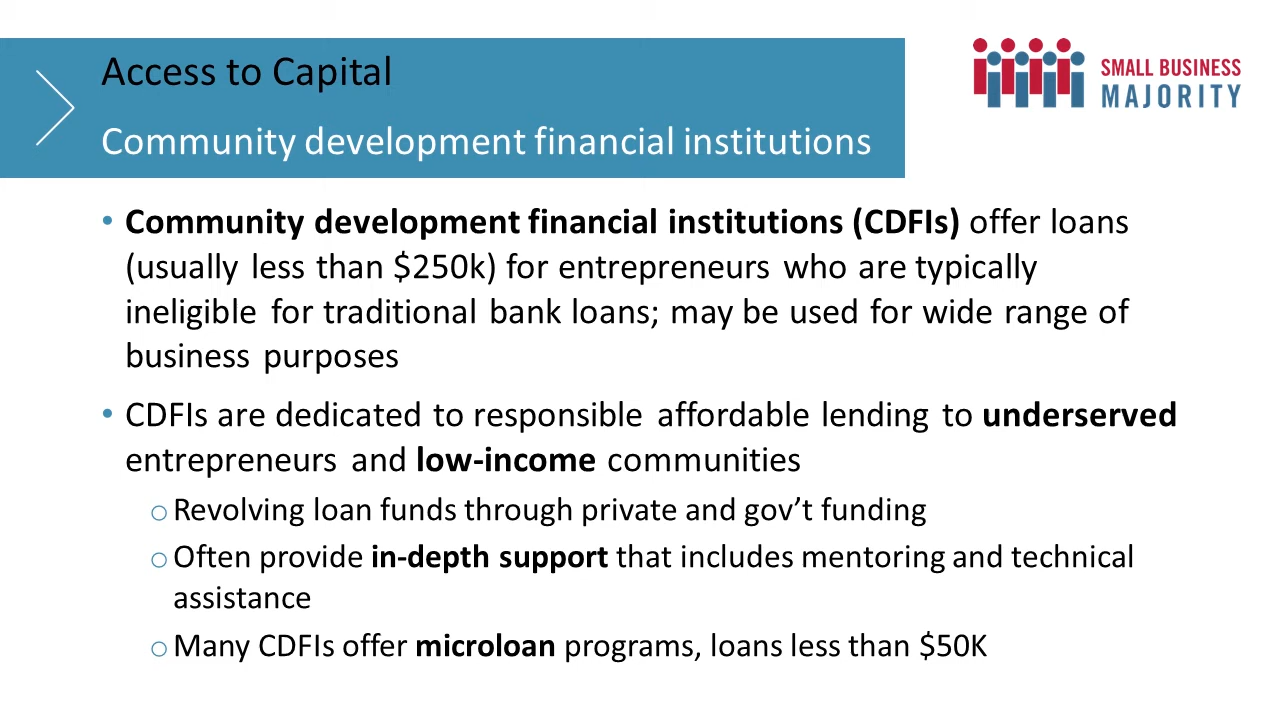 Access to Capital
SMALL BUSINESS
MAJORITY
Community development financial institutions
• Community development financial institutions (CDFIs) offer loans
(usually less than $250k) for entrepreneurs who are typically
ineligible for traditional bank loans; may be used for wide range of
business purposes
• CDFIs are dedicated to responsible affordable lending to underserved
entrepreneurs and low-income communities
o Revolving loan funds through private and gov’t funding
o Often provide in-depth support that includes mentoring and technical
assistance
o Many CDFIs offer microloan programs, loans less than $50K